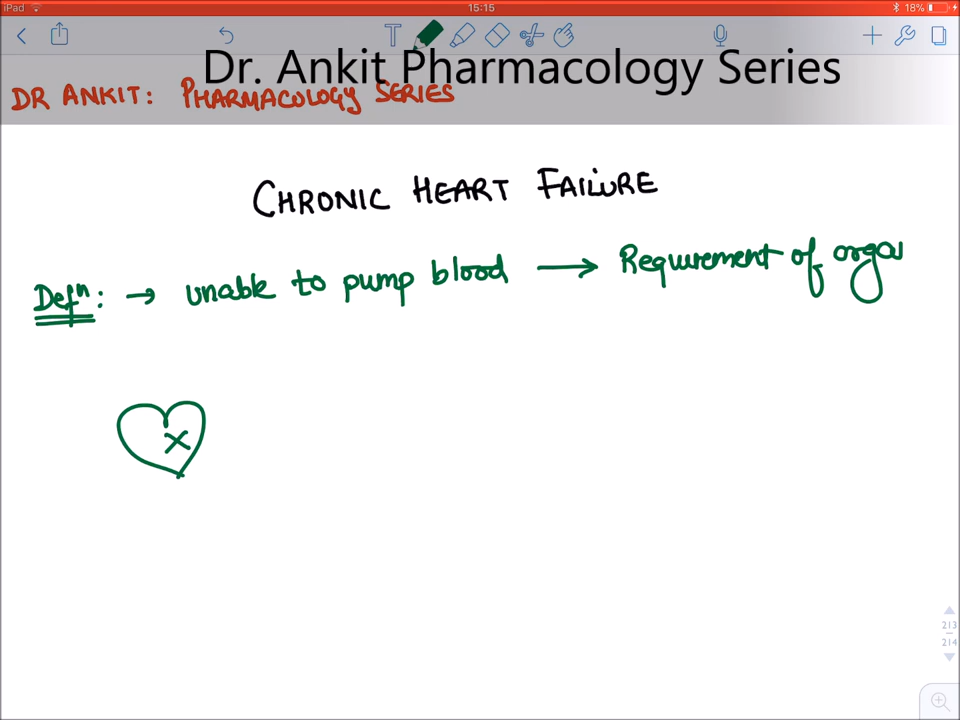 iPad 15:15 18%
T
Dr. Ankit Pharmacology Series
DR ANKIT: PHARMACOLOGY SERIES
CHRONIC HEART FAILURE
Defn: → unable to pump blood → Requirement of organ
X
213
214